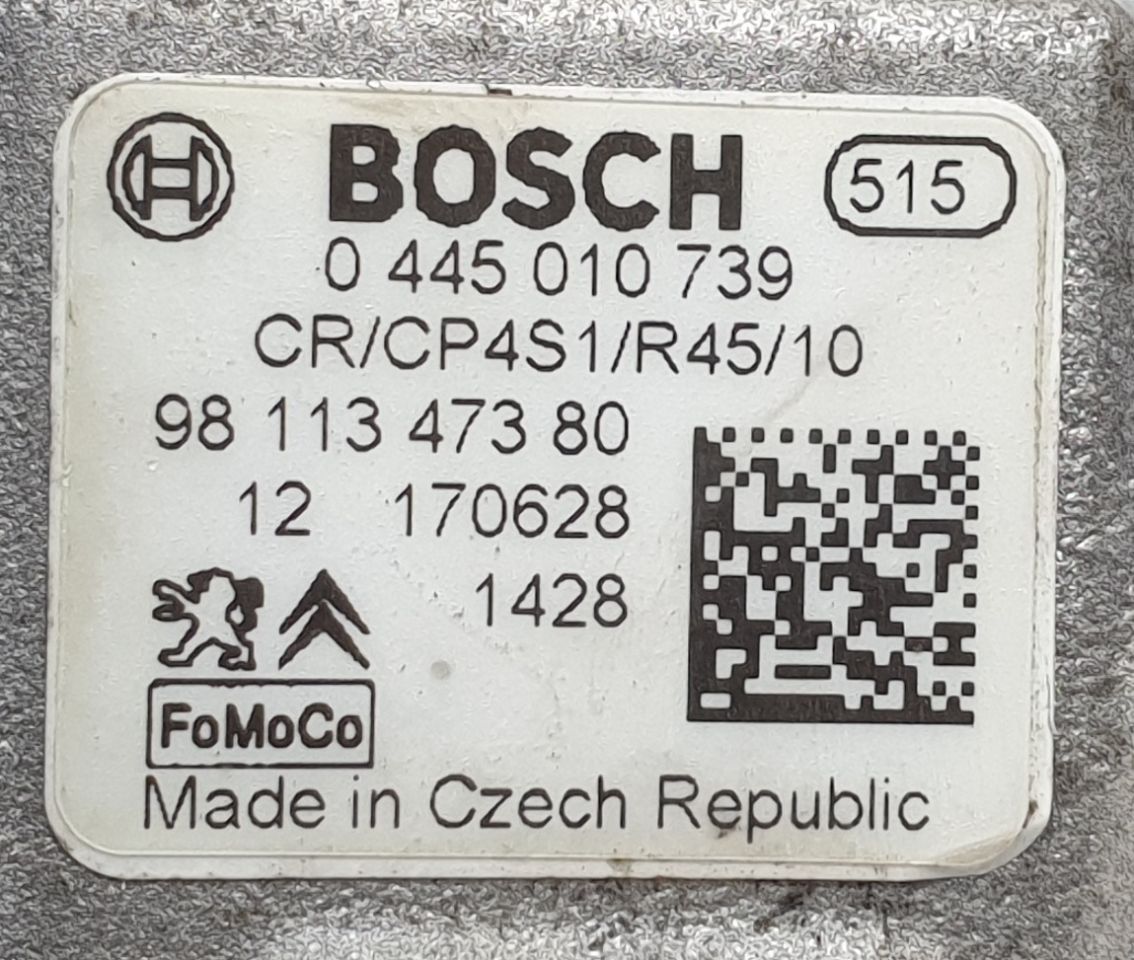 BOSCH 515
0 445 010 739
CR/CP4S1/R45/10
98 113 473 80
12 170628
1428
FoMoCo
Made in Czech Republic